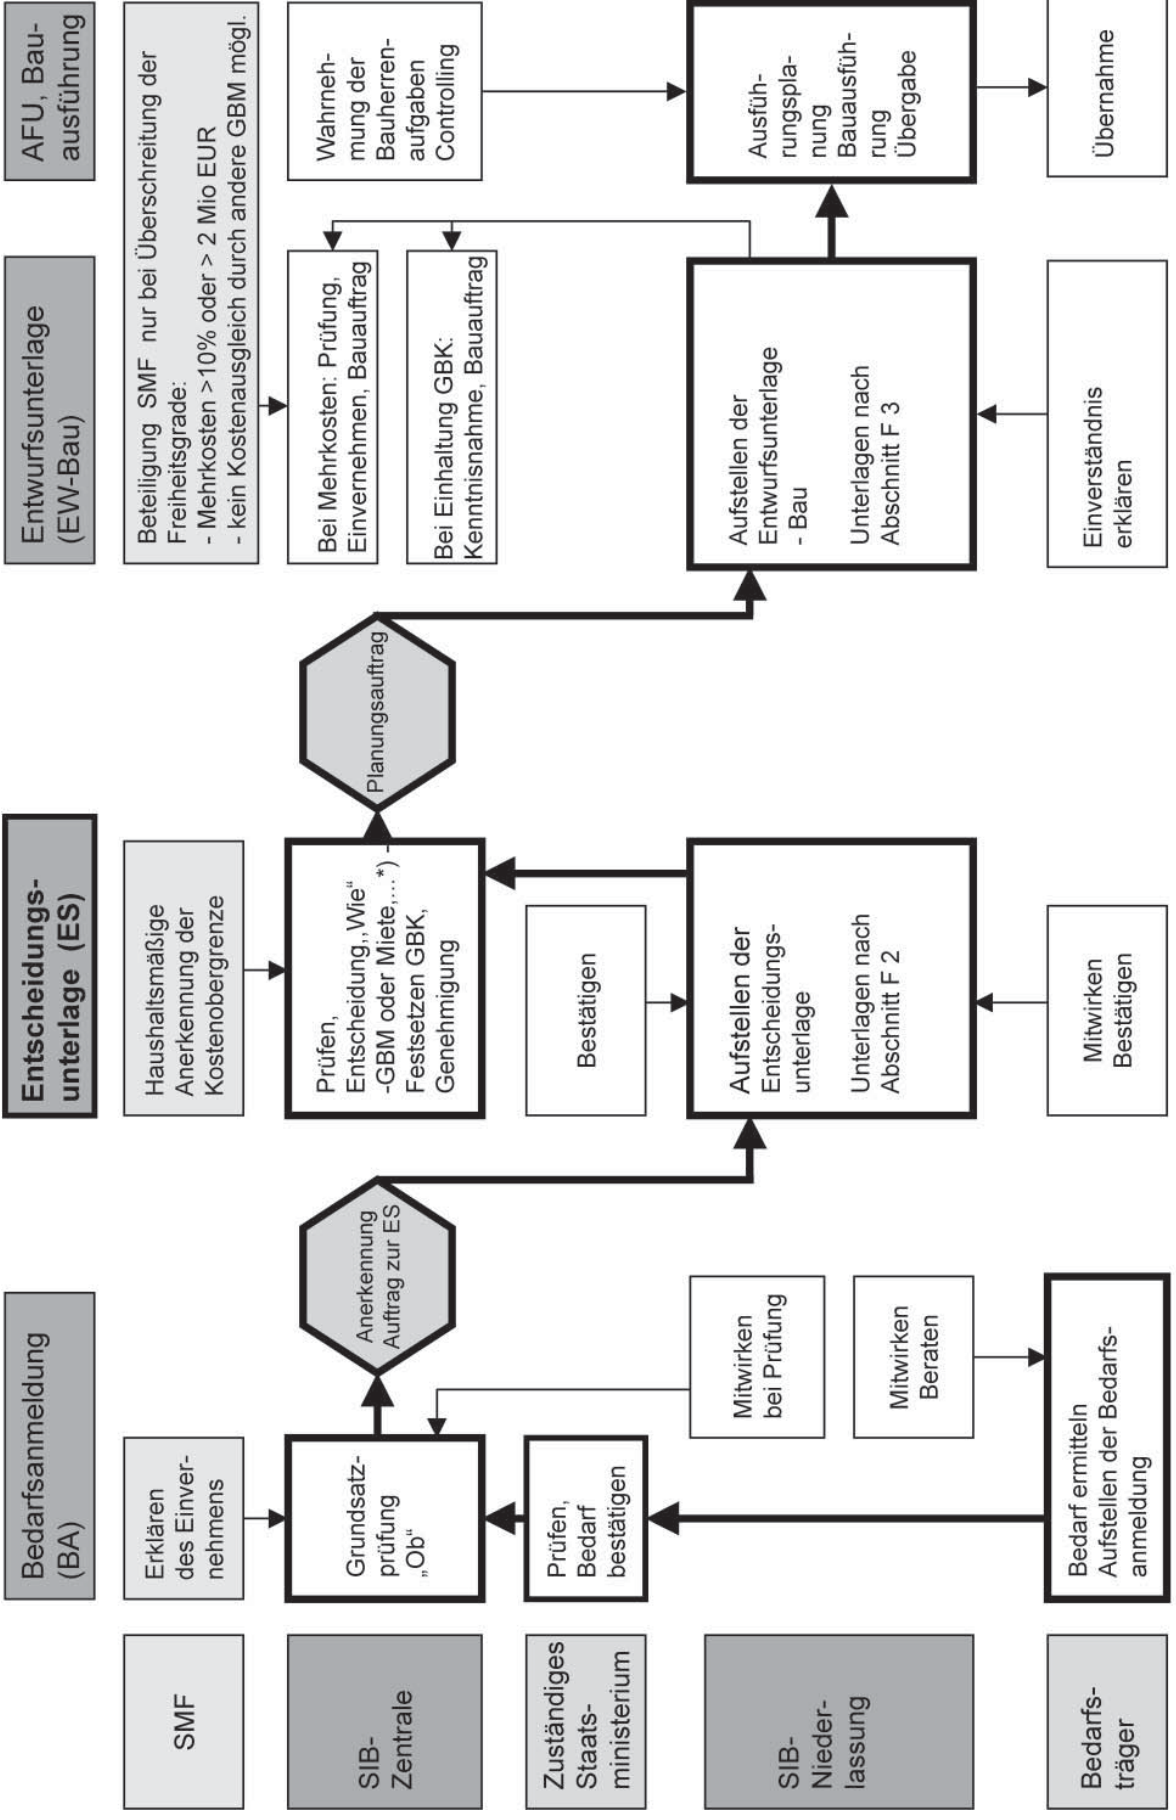 Bedarfsanmeldung
(BA)
Entscheidungs-
unterlage (ES)
Entwurfsunterlage
(EW-Bau)
AFU, Bau-
ausführung
SMF
Erklären
des Einver-
nehmens
Haushaltsmäßige
Anerkennung der
Kostenobergrenze
Beteiligung SMF nur bei Überschreitung der
Freiheitsgrade:
- Mehrkosten >10% oder > 2 Mio EUR
- kein Kostenausgleich durch andere GBM mögl.
SIB-
Zentrale
Grundsatz-
prüfung
„Ob“
Anerkennung
Auftrag zur ES
Prüfen,
Entscheidung,,Wie“
-GBM oder Miete,...*) -
Festsetzen GBK,
Genehmigung
Planungsauftrag
Bei Mehrkosten: Prüfung,
Einvernehmen, Bauauftrag
Bei Einhaltung GBK:
Kenntnisnahme, Bauauftrag
Wahrneh-
mung der
Bauherren-
aufgaben
Controlling
Zuständiges
Staats-
ministerium
Prüfen,
Bedarf
bestätigen
Bestätigen
SIB-
Nieder-
lassung
Mitwirken
bei Prüfung
Mitwirken
Beraten
Aufstellen der
Entscheidungs-
unterlage
Unterlagen nach
Abschnitt F 2
Aufstellen der
Entwurfsunterlage
- Bau
Unterlagen nach
Abschnitt F 3
Ausfüh-
rungspla-
nung
Bauausfüh-
rung
Übergabe
Bedarfs-
träger
Bedarf ermitteln
Aufstellen der Bedarfs-
anmeldung
Mitwirken
Bestätigen
Einverständnis
erklären
Übernahme